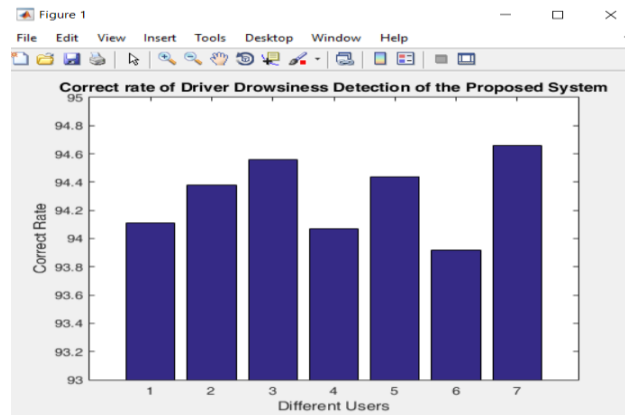 Figure 1
File Edit View Insert Tools Desktop Window Help
Correct rate of Driver Drowsiness Detection of the Proposed System
95
94.8
94.6
94.4
94.2
94
93.8
93.6
93.4
93.2
93
Correct Rate
1 2 3 4 5 6 7
Different Users